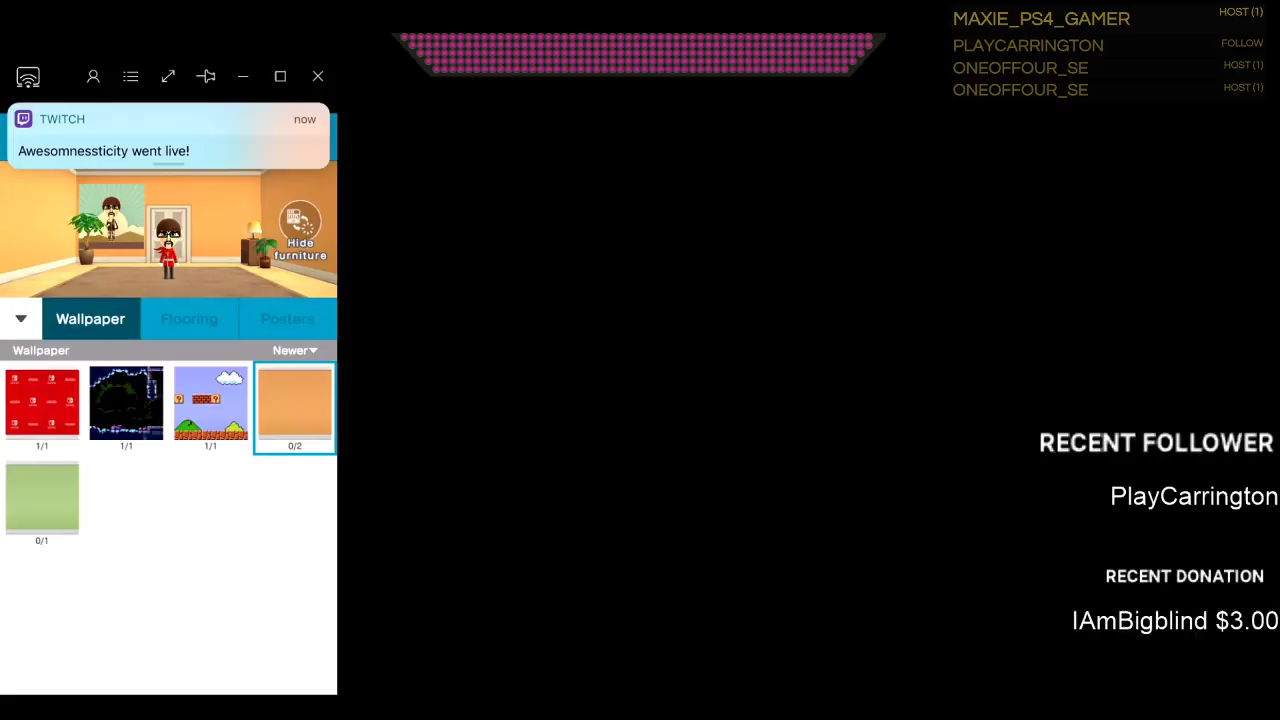 MAXIE_PS4_GAMER HOST (1)
PLAYCARRINGTON FOLLOW
ONEOFFOUR_SE HOST (1)
ONEOFFOUR_SE HOST (1)
TWITCH now
Awesomnessticity went live!
Hide
furniture
Wallpaper Flooring Posters
Wallpaper Newer
1/1 1/1 1/1 0/2
0/1
RECENT FOLLOWER
PlayCarrington
RECENT DONATION
IAmBigblind $3.00